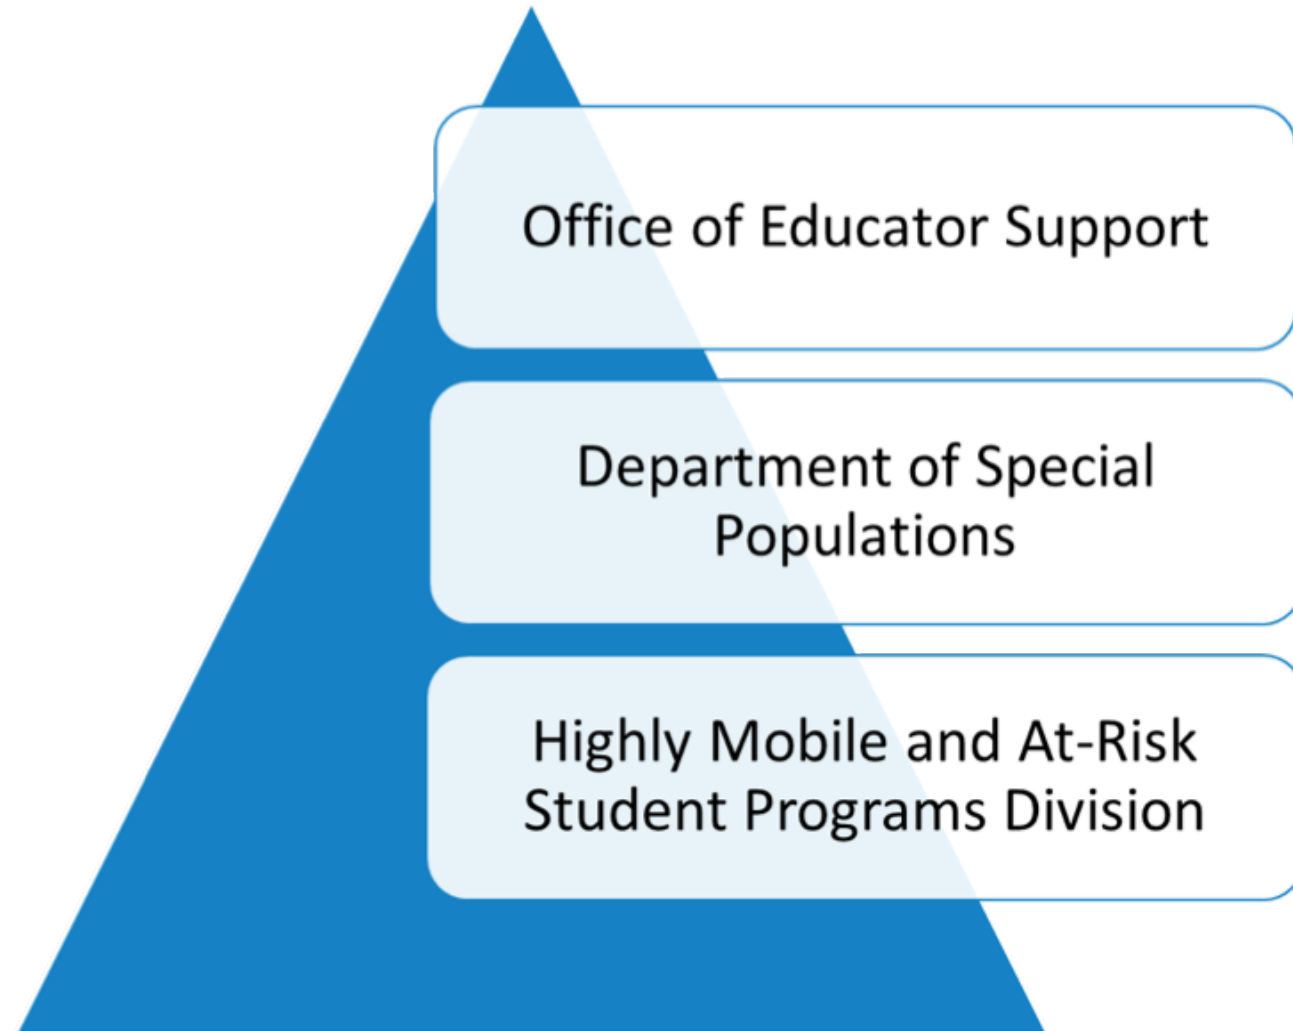 Office of Educator Support
Department of Special
Populations
Highly Mobile and At-Risk
Student Programs Division